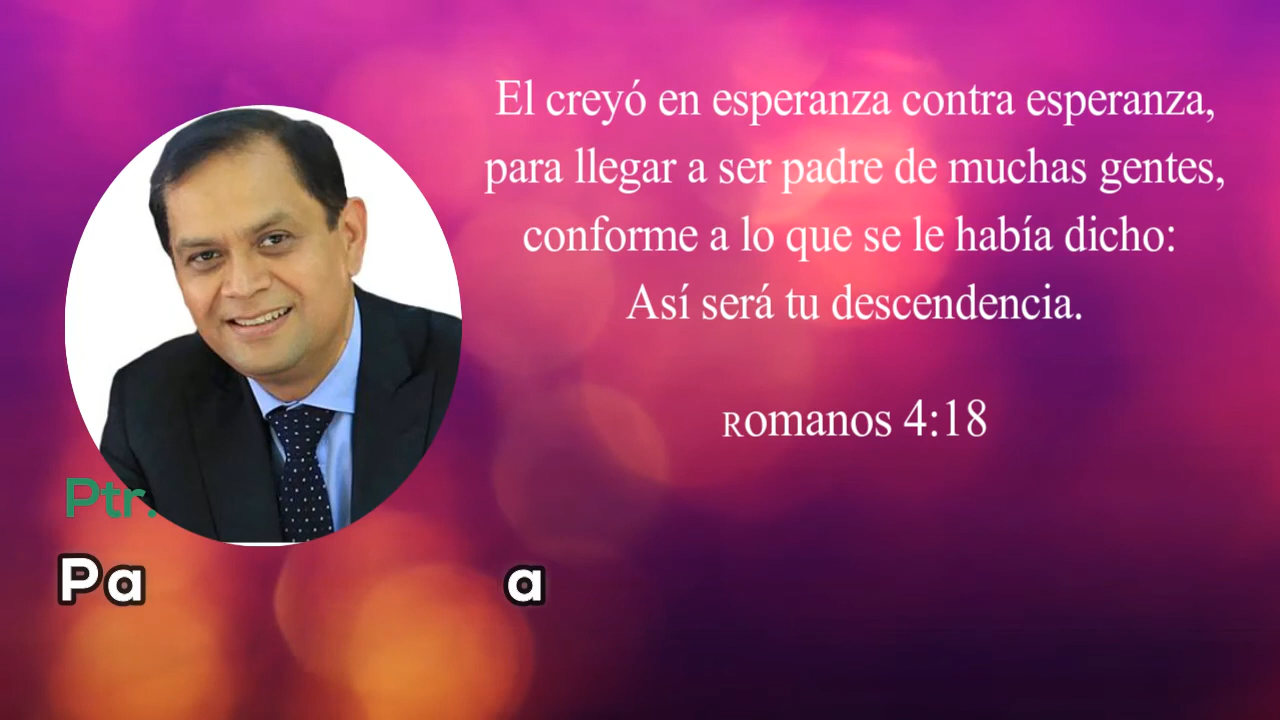 El creyó en esperanza contra esperanza,
para llegar a ser padre de muchas gentes,
conforme a lo que se le había dicho:
Así será tu descendencia.
Romanos 4:18
Ptr.
Pa a